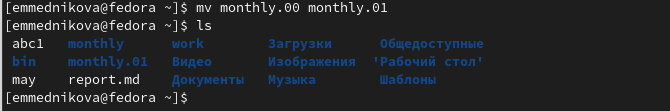 [emmednikova@fedora ~]$ mv monthly.00 monthly.01
[emmednikova@fedora ~]$ ls
abc1 monthly work Загрузки Общедоступные
bin monthly.01 Видео Изображения 'Рабочий стол'
may report.md Документы Музыка Шаблоны
[emmednikova@fedora ~]$